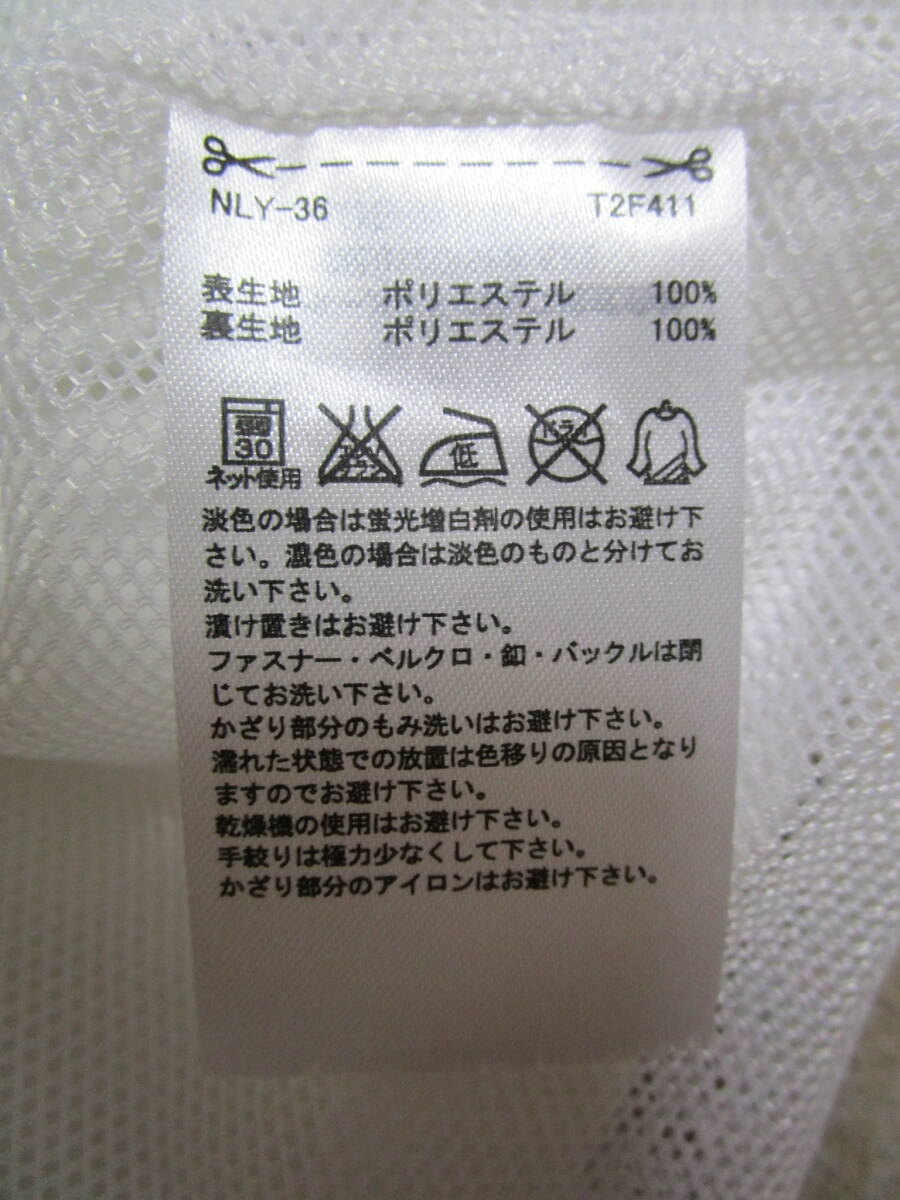 NLY-36 T2F411
表生地 ポリエステル 100%
裏生地 ポリエステル 100%
弱
30
ネット使用
エンソ
サラシ
低
ドライ
淡色の場合は蛍光増白剤の使用はお避け下
さい。濃色の場合は淡色のものと分けてお
洗い下さい。
漬け置きはお避け下さい。
ファスナー・ベルクロ・釦・バックルは閉
じてお洗い下さい。
かざり部分のもみ洗いはお避け下さい。
濡れた状態での放置は色移りの原因となり
ますのでお避け下さい。
乾燥機の使用はお避け下さい。
手絞りは極力少なくして下さい。
かざり部分のアイロンはお避け下さい。